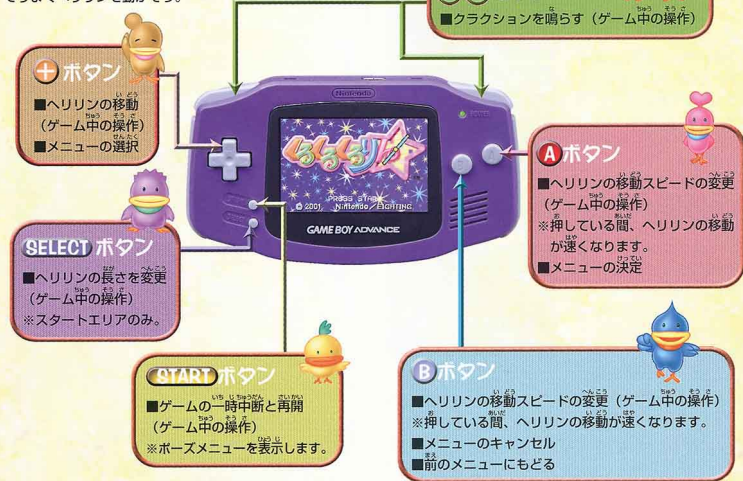 ■クラクションを鳴らす（ゲーム中の操作）
＋ボタン
■ヘリリンの移動
（ゲーム中の操作）
■メニューの選択
Nintendo
POWER
くるくるくるりん
PRESS START
© 2001 Nintendo/EIGHTING
GAME BOY ADVANCE
Aボタン
■ヘリリンの移動スピードの変更
（ゲーム中の操作）
※押している間、ヘリリンの移動
が速くなります。
■メニューの決定
SELECTボタン
■ヘリリンの長さを変更
（ゲーム中の操作）
※スタートエリアのみ。
STARTボタン
■ゲームの一時中断と再開
（ゲーム中の操作）
※ポーズメニューを表示します。
Bボタン
■ヘリリンの移動スピードの変更（ゲーム中の操作）
※押している間、ヘリリンの移動が速くなります。
■メニューのキャンセル
■前のメニューにもどる